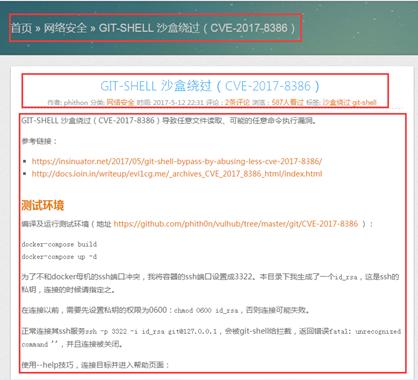 首页 » 网络安全 » GIT-SHELL 沙盒绕过（CVE-2017-8386）
GIT-SHELL 沙盒绕过（CVE-2017-8386）
作者: phithon 分类: 网络安全 时间: 2017-5-12 22:31 评论: 2条评论 浏览: 587人看过 标签: 沙盒绕过 git-shell
GIT-SHELL 沙盒绕过（CVE-2017-8386）导致任意文件读取、可能的任意命令执行漏洞。
参考链接：
https://insinuator.net/2017/05/git-shell-bypass-by-abusing-less-cve-2017-8386/
http://docs.ioin.in/writeup/evi1cg.me/_archives_CVE_2017_8386_html/index.html
测试环境
编译及运行测试环境（地址 https://github.com/phith0n/vulhub/tree/master/git/CVE-2017-8386 ）：
docker-compose build
docker-compose up -d
为了不和docker母机的ssh端口冲突，我将容器的ssh端口设置成3322。本目录下我生成了一个id_rsa，这是ssh的
私钥，连接的时候请指定之。
在连接以前，需要先设置私钥的权限为0600：chmod 0600 id_rsa，否则连接可能失败。
正常连接其ssh服务ssh -p 3322 -i id_rsa git@127.0.0.1，会被git-shell给拦截，返回错误fatal: unrecognized
command ''，并且连接被关闭。
使用--help技巧，连接目标并进入帮助页面：